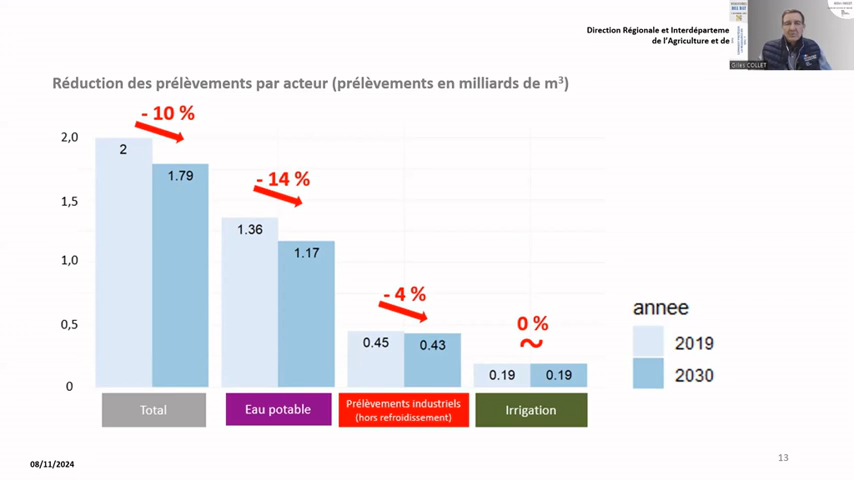 Direction Régionale et Interdéparteme
de l'Agriculture et de
Gilles COLLET
Réduction des prélèvements par acteur (prélèvements en milliards de m³)
- 10 %
- 14 %
- 4 %
0 %
~
2,0
1,5
1,0
0,5
0
2
1.79
1.36
1.17
0.45
0.43
0.19
0.19
Total
Eau potable
Prélèvements industriels
(hors refroidissement)
Irrigation
annee
2019
2030
08/11/2024
13